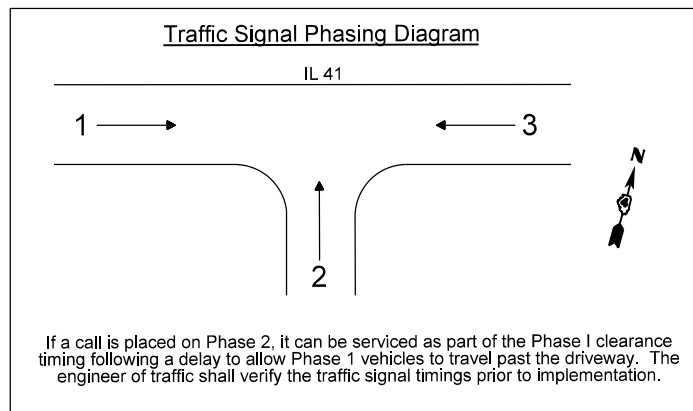 Traffic Signal Phasing Diagram
IL 41
1
3
N
2
If a call is placed on Phase 2, it can be serviced as part of the Phase I clearance
timing following a delay to allow Phase 1 vehicles to travel past the driveway. The
engineer of traffic shall verify the traffic signal timings prior to implementation.